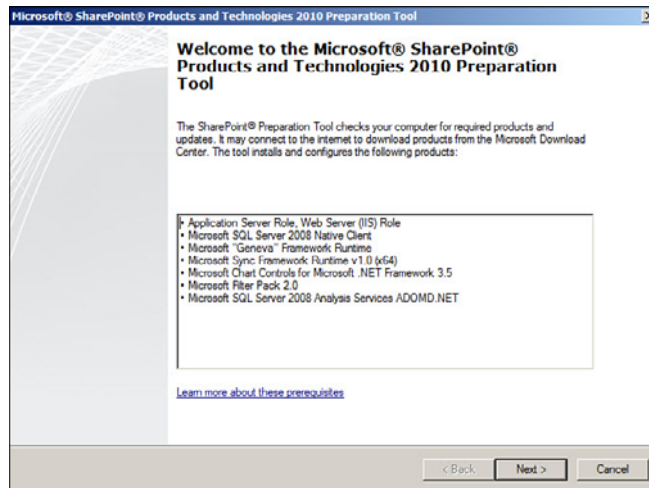 Microsoft® SharePoint® Products and Technologies 2010 Preparation Tool
Welcome to the Microsoft® SharePoint®
Products and Technologies 2010 Preparation
Tool
The SharePoint® Preparation Tool checks your computer for required products and
updates. It may connect to the internet to download products from the Microsoft Download
Center. The tool installs and configures the following products:
• Application Server Role, Web Server (IIS) Role
• Microsoft SQL Server 2008 Native Client
• Microsoft "Geneva" Framework Runtime
• Microsoft Sync Framework Runtime v1.0 (x64)
• Microsoft Chart Controls for Microsoft .NET Framework 3.5
• Microsoft Filter Pack 2.0
• Microsoft SQL Server 2008 Analysis Services ADOMD.NET
Learn more about these prerequisites
< Back Next > Cancel